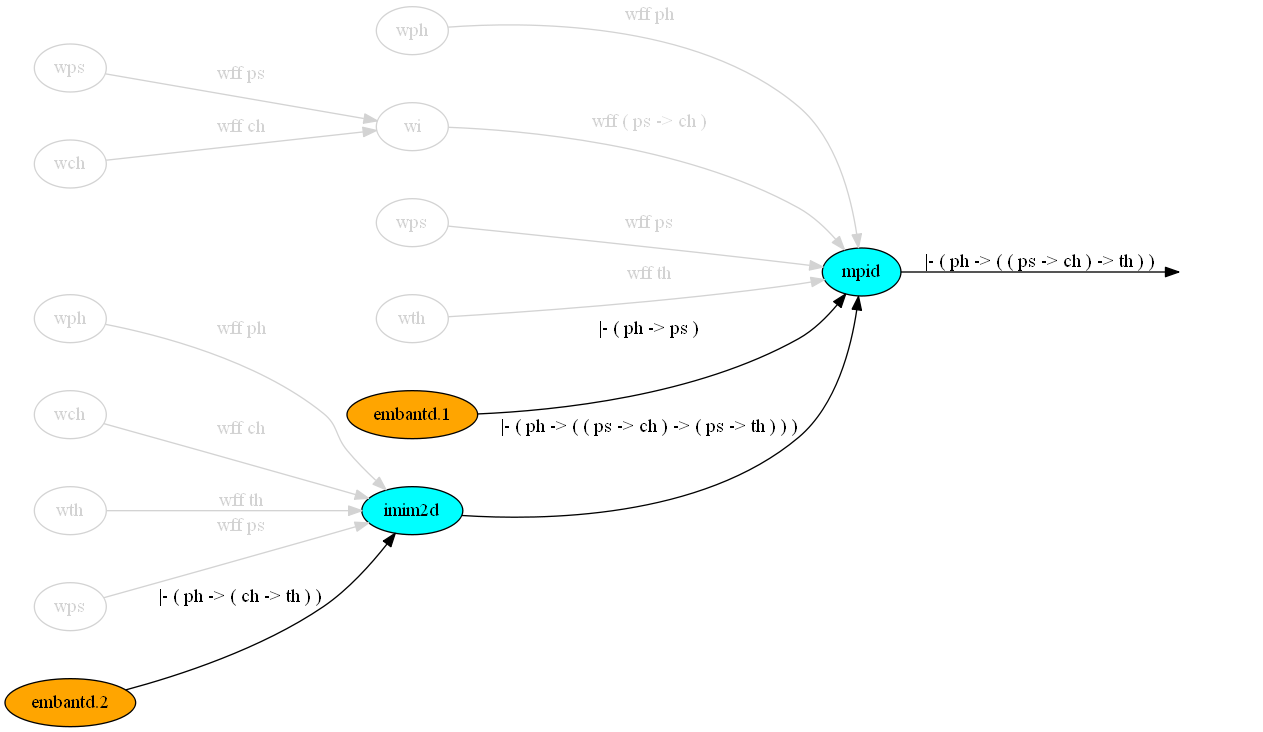 wph
wff ph
wps
wff ps
wi
wff ( ps -> ch )
wff ch
wch
wps
wff ps
|- ( ph -> ( ( ps -> ch ) -> th ) )
mpid
wff th
wth
wph
wff ph
|- ( ph -> ps )
embantd.1
wch
wff ch
|- ( ph -> ( ( ps -> ch ) -> ( ps -> th ) ) )
wth
wff th
imim2d
wff ps
wps
|- ( ph -> ( ch -> th ) )
embantd.2